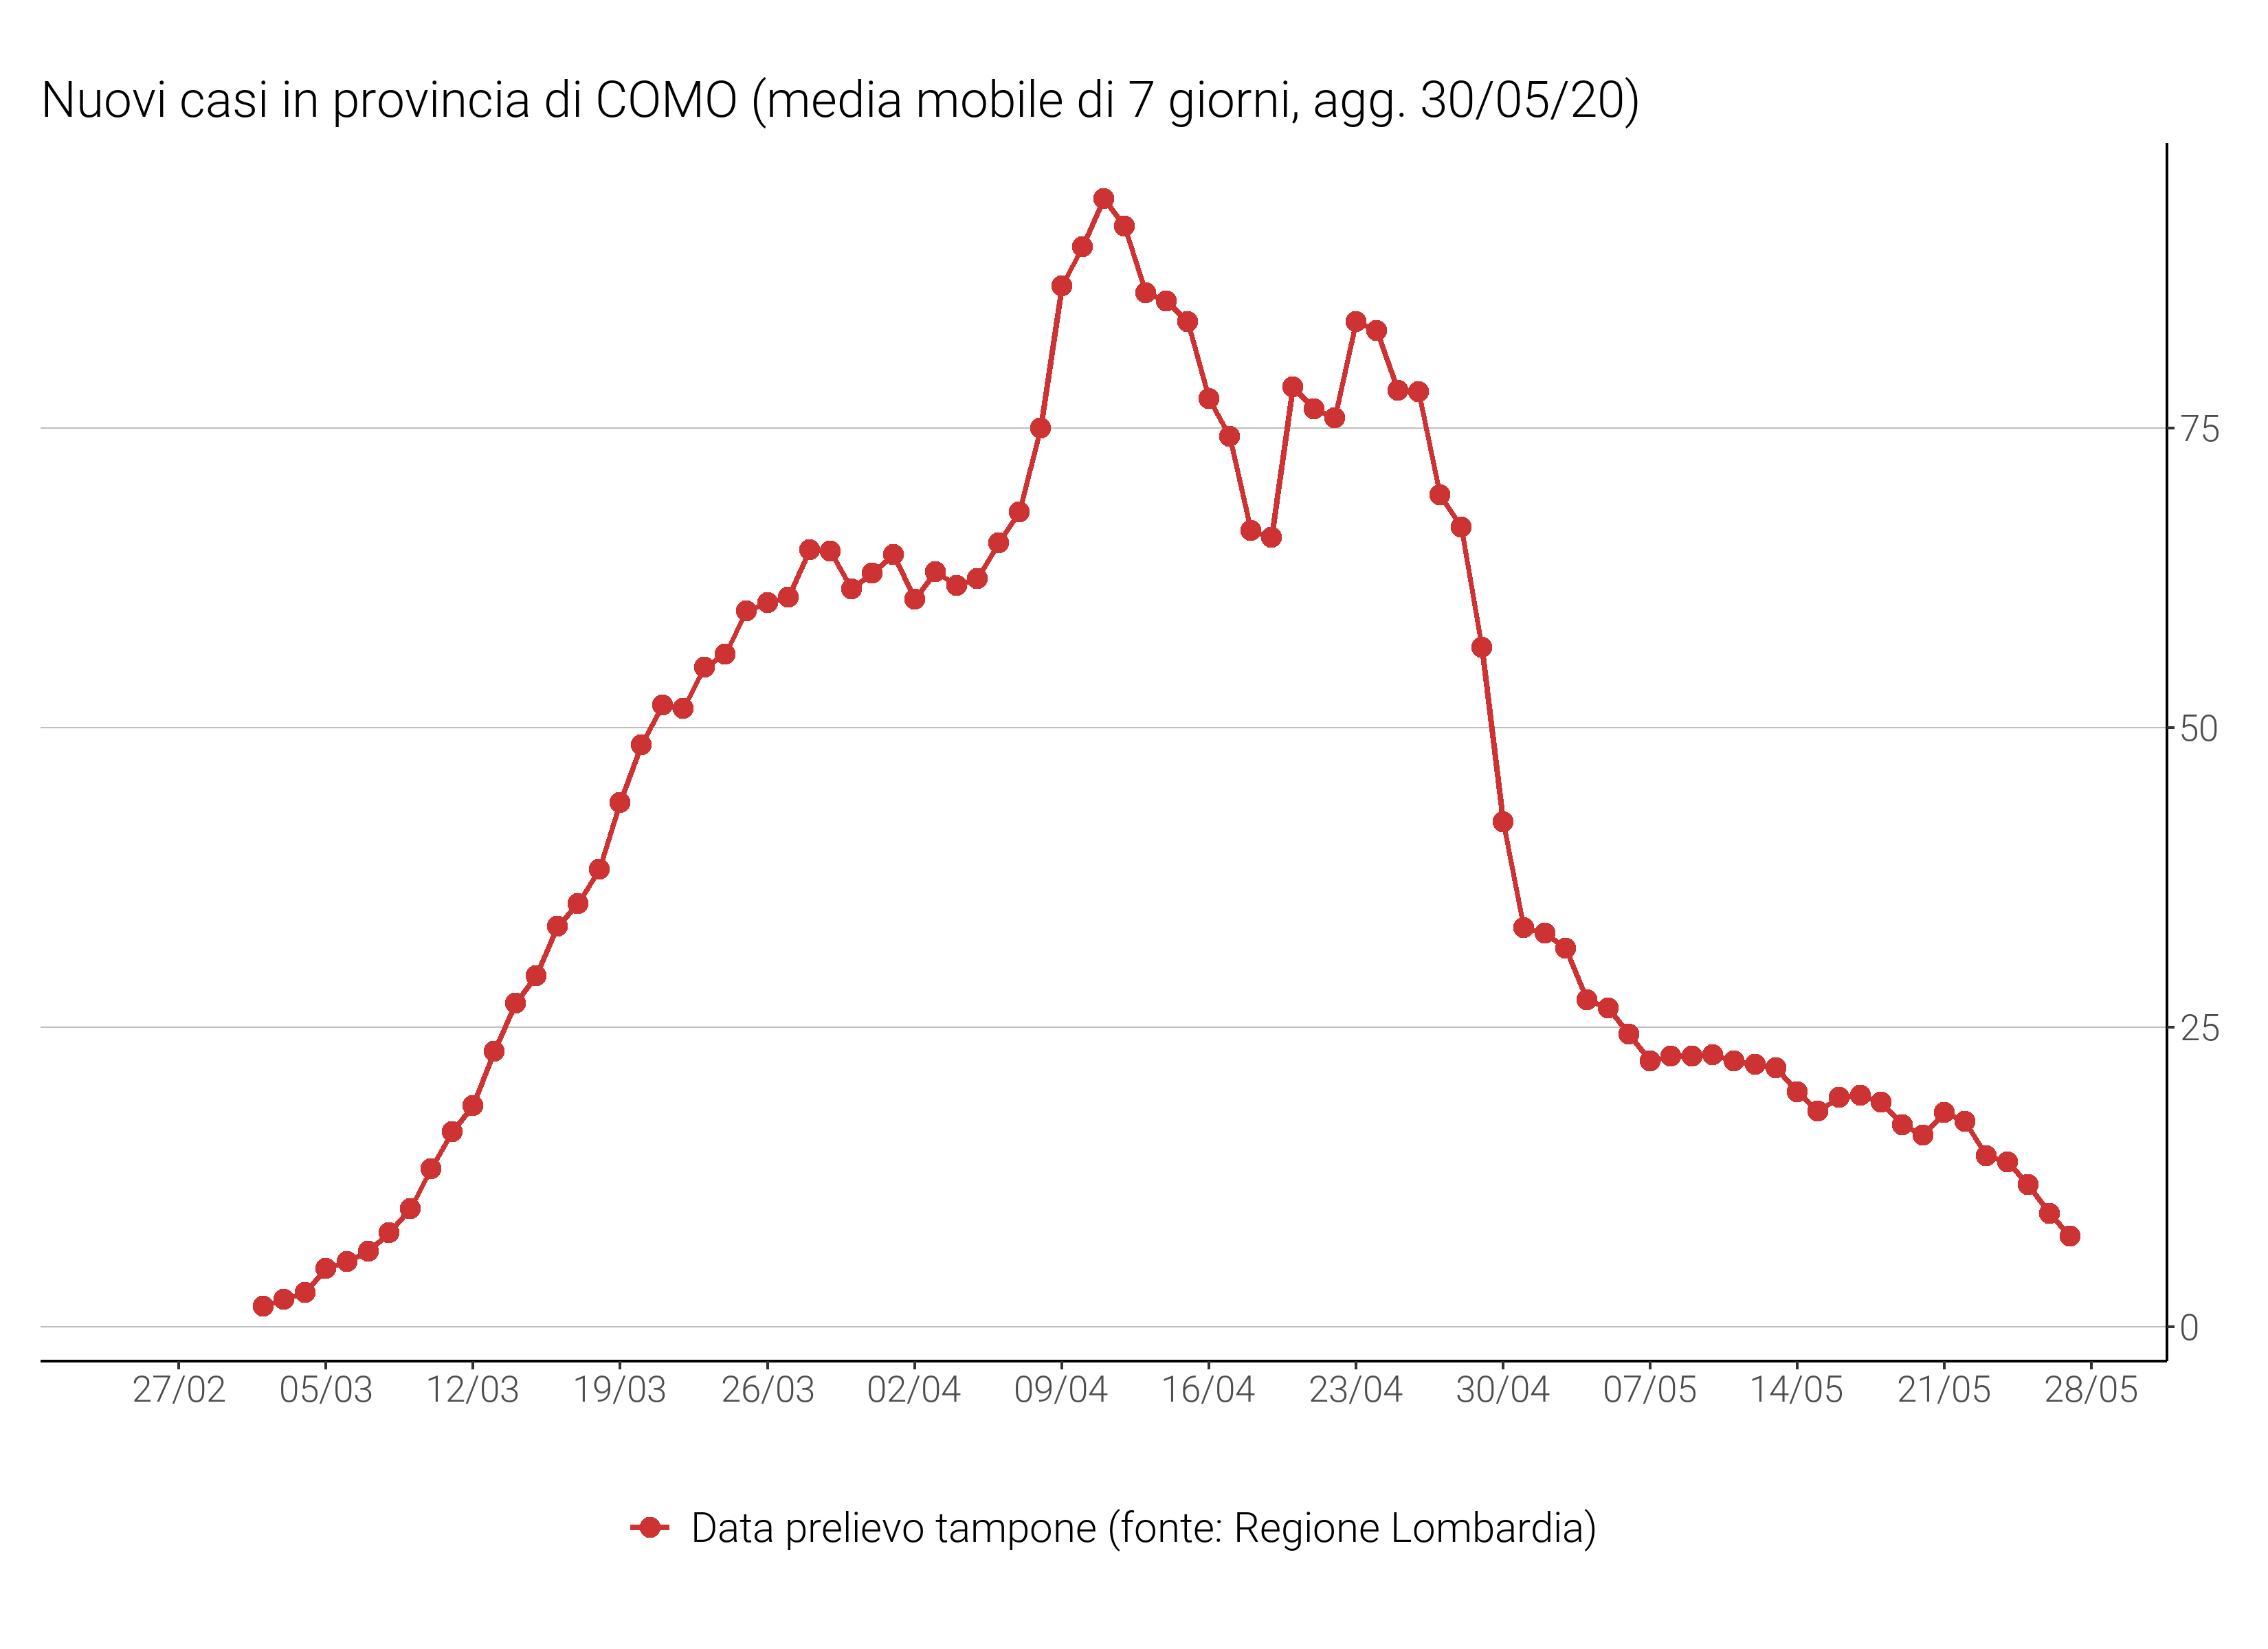 Nuovi casi in provincia di COMO (media mobile di 7 giorni, agg. 30/05/20)
75
50
25
0
27/02 05/03 12/03 19/03 26/03 02/04 09/04 16/04 23/04 30/04 07/05 14/05 21/05 28/05
Data prelievo tampone (fonte: Regione Lombardia)